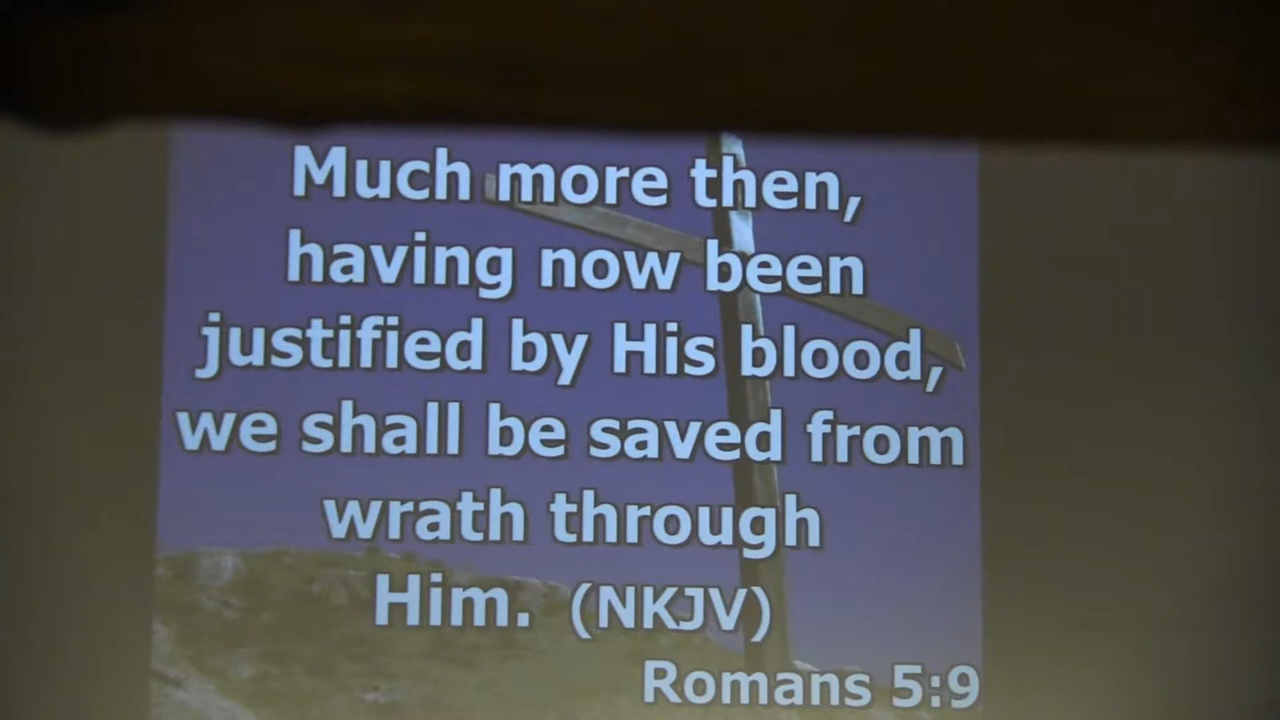 Much more then,
having now been
justified by His blood,
we shall be saved from
wrath through
Him. (NKJV)
Romans 5:9